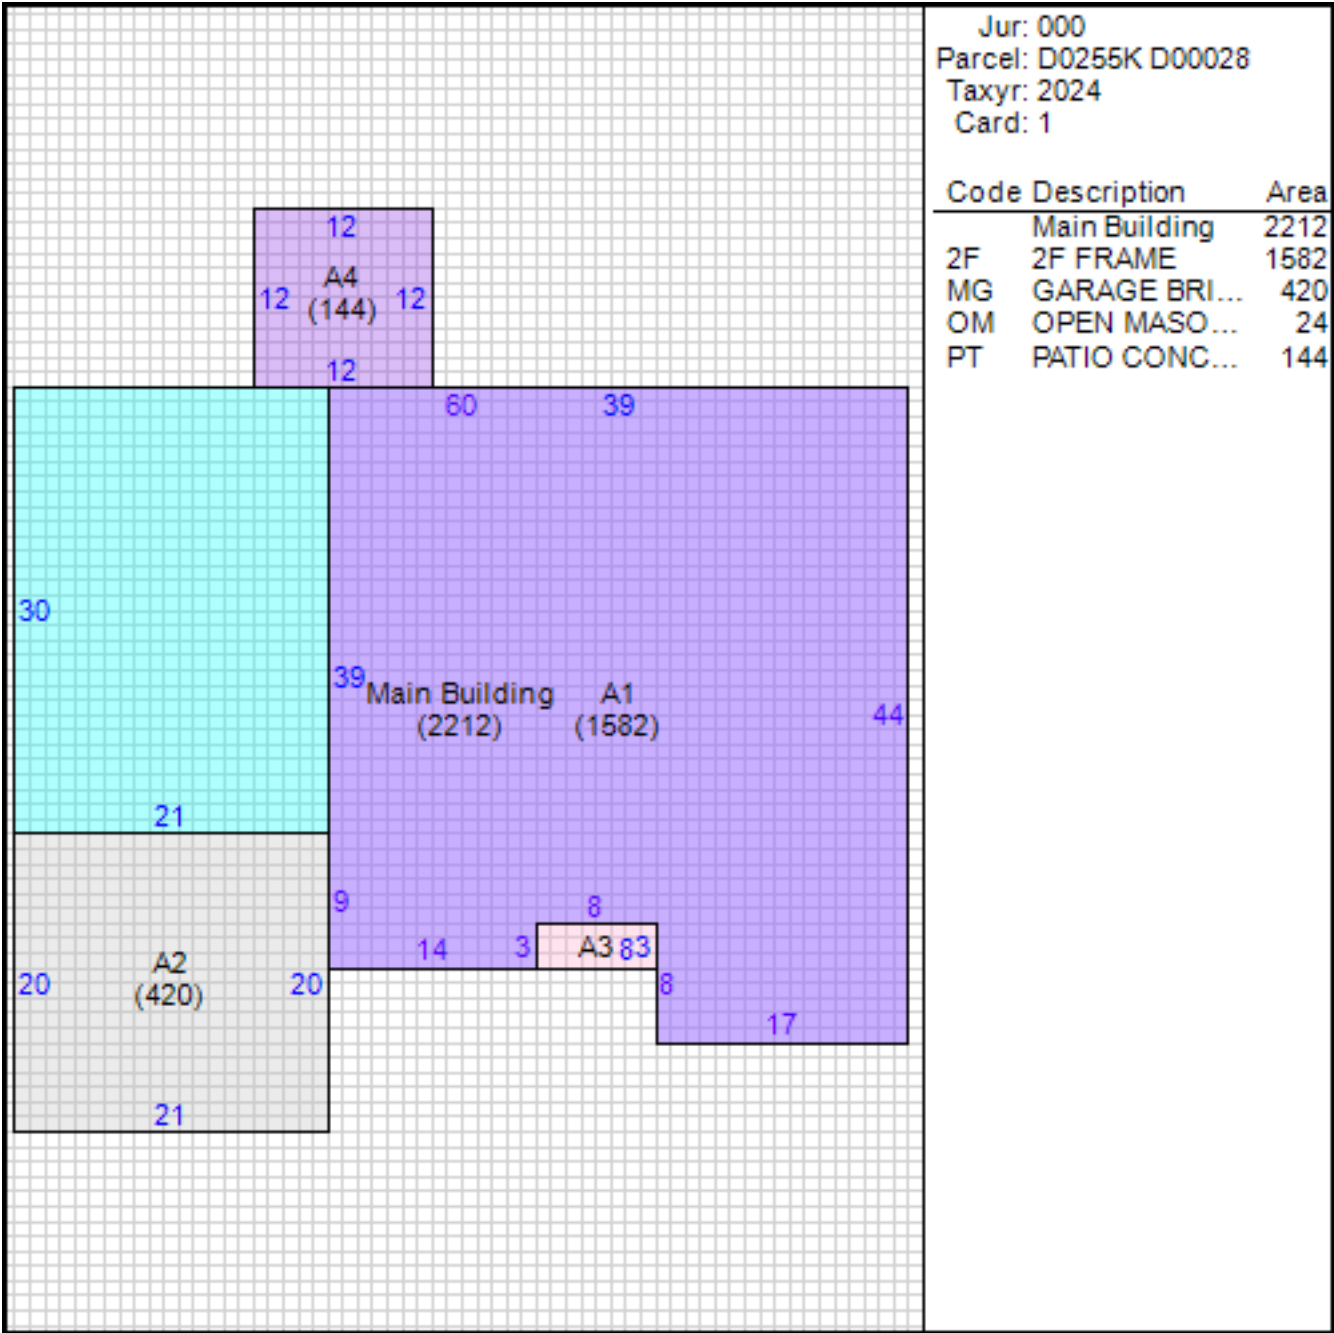 Jur: 000
Parcel: D0255K D00028
Taxyr: 2024
Card: 1
Code Description Area
Main Building 2212
2F 2F FRAME 1582
MG GARAGE BRI... 420
OM OPEN MASO... 24
PT PATIO CONC... 144
12
A4
12 (144) 12
12
60 39
30
39 Main Building A1
(2212) (1582)
44
21
9
8
14 3 A3 8 3
A2
20 (420) 20
8
17
21